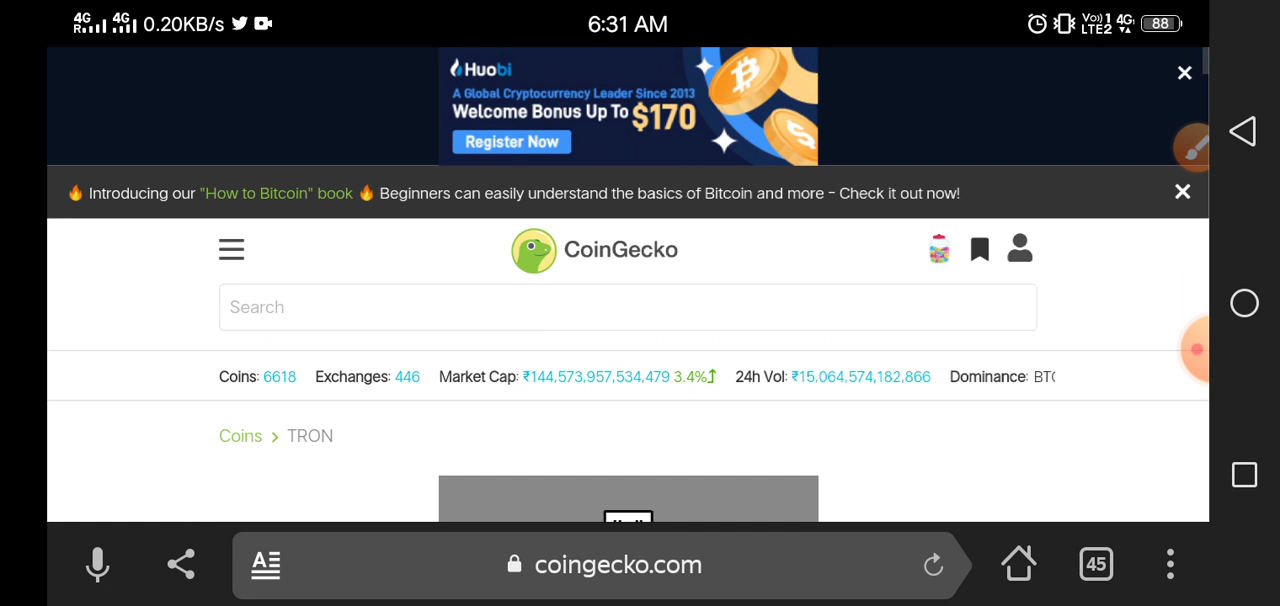 4G 4G 0.20KB/s 6:31 AM Vo)) 1 4G 88
R LTE2
Huobi
A Global Cryptocurrency Leader Since 2013
Welcome Bonus Up To $170
Register Now
🔥 Introducing our "How to Bitcoin" book 🔥 Beginners can easily understand the basics of Bitcoin and more - Check it out now!
CoinGecko
Search
Coins: 6618 Exchanges: 446 Market Cap: ₹144,573,957,534,479 3.4% 24h Vol: ₹15,064,574,182,866 Dominance: BTC
Coins > TRON
coingecko.com 45